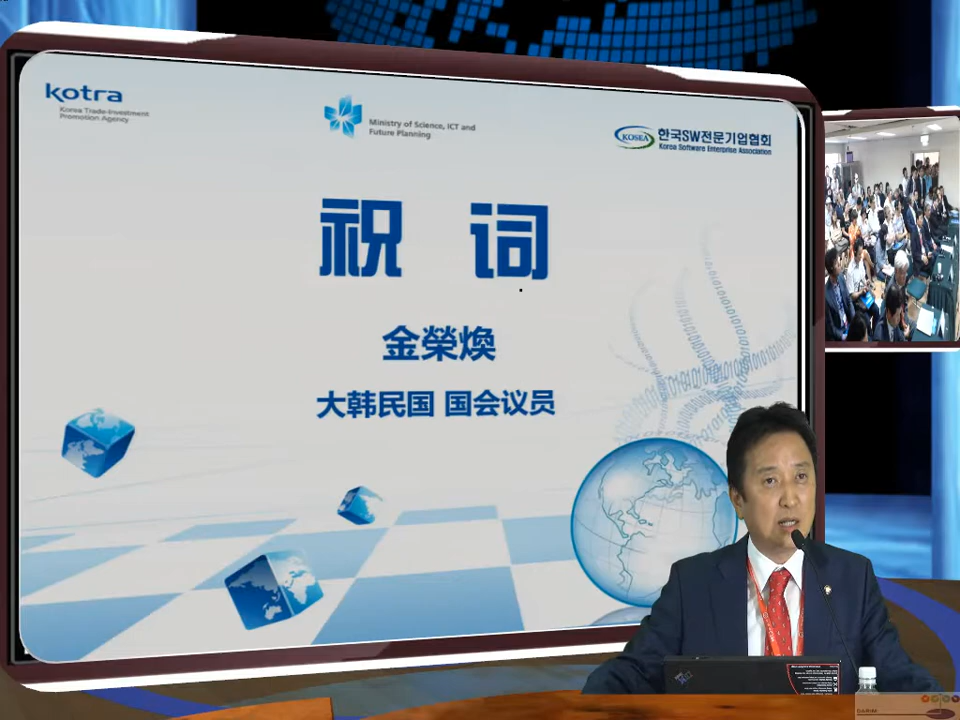 kotra
Korea Trade-Investment
Promotion Agency
Ministry of Science, ICT and
Future Planning
KOSEA
한국SW전문기업협회
Korea Software Enterprise Association
祝 词
金榮煥
大韩民国 国会议员